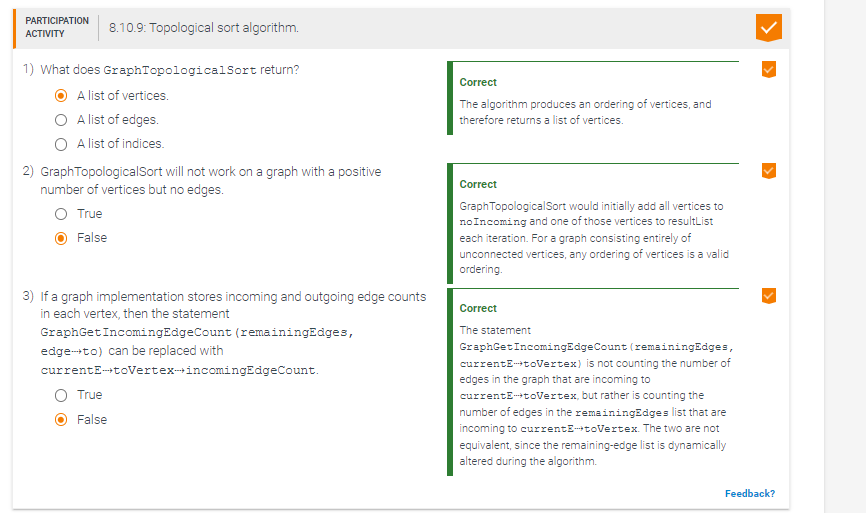 PARTICIPATION
ACTIVITY
8.10.9: Topological sort algorithm.
1) What does GraphTopologicalSort return?
A list of vertices.
A list of edges.
A list of indices.
Correct
The algorithm produces an ordering of vertices, and
therefore returns a list of vertices.
2) GraphTopologicalSort will not work on a graph with a positive
number of vertices but no edges.
True
False
Correct
GraphTopologicalSort would initially add all vertices to
noIncoming and one of those vertices to resultList
each iteration. For a graph consisting entirely of
unconnected vertices, any ordering of vertices is a valid
ordering.
3) If a graph implementation stores incoming and outgoing edge counts
in each vertex, then the statement
GraphGetIncomingEdgeCount(remainingEdges,
edge⇢to) can be replaced with
currentE⇢toVertex⇢incomingEdgeCount.
True
False
Correct
The statement
GraphGetIncomingEdgeCount(remainingEdges,
currentE⇢toVertex) is not counting the number of
edges in the graph that are incoming to
currentE⇢toVertex, but rather is counting the
number of edges in the remainingEdges list that are
incoming to currentE⇢toVertex. The two are not
equivalent, since the remaining-edge list is dynamically
altered during the algorithm.
Feedback?